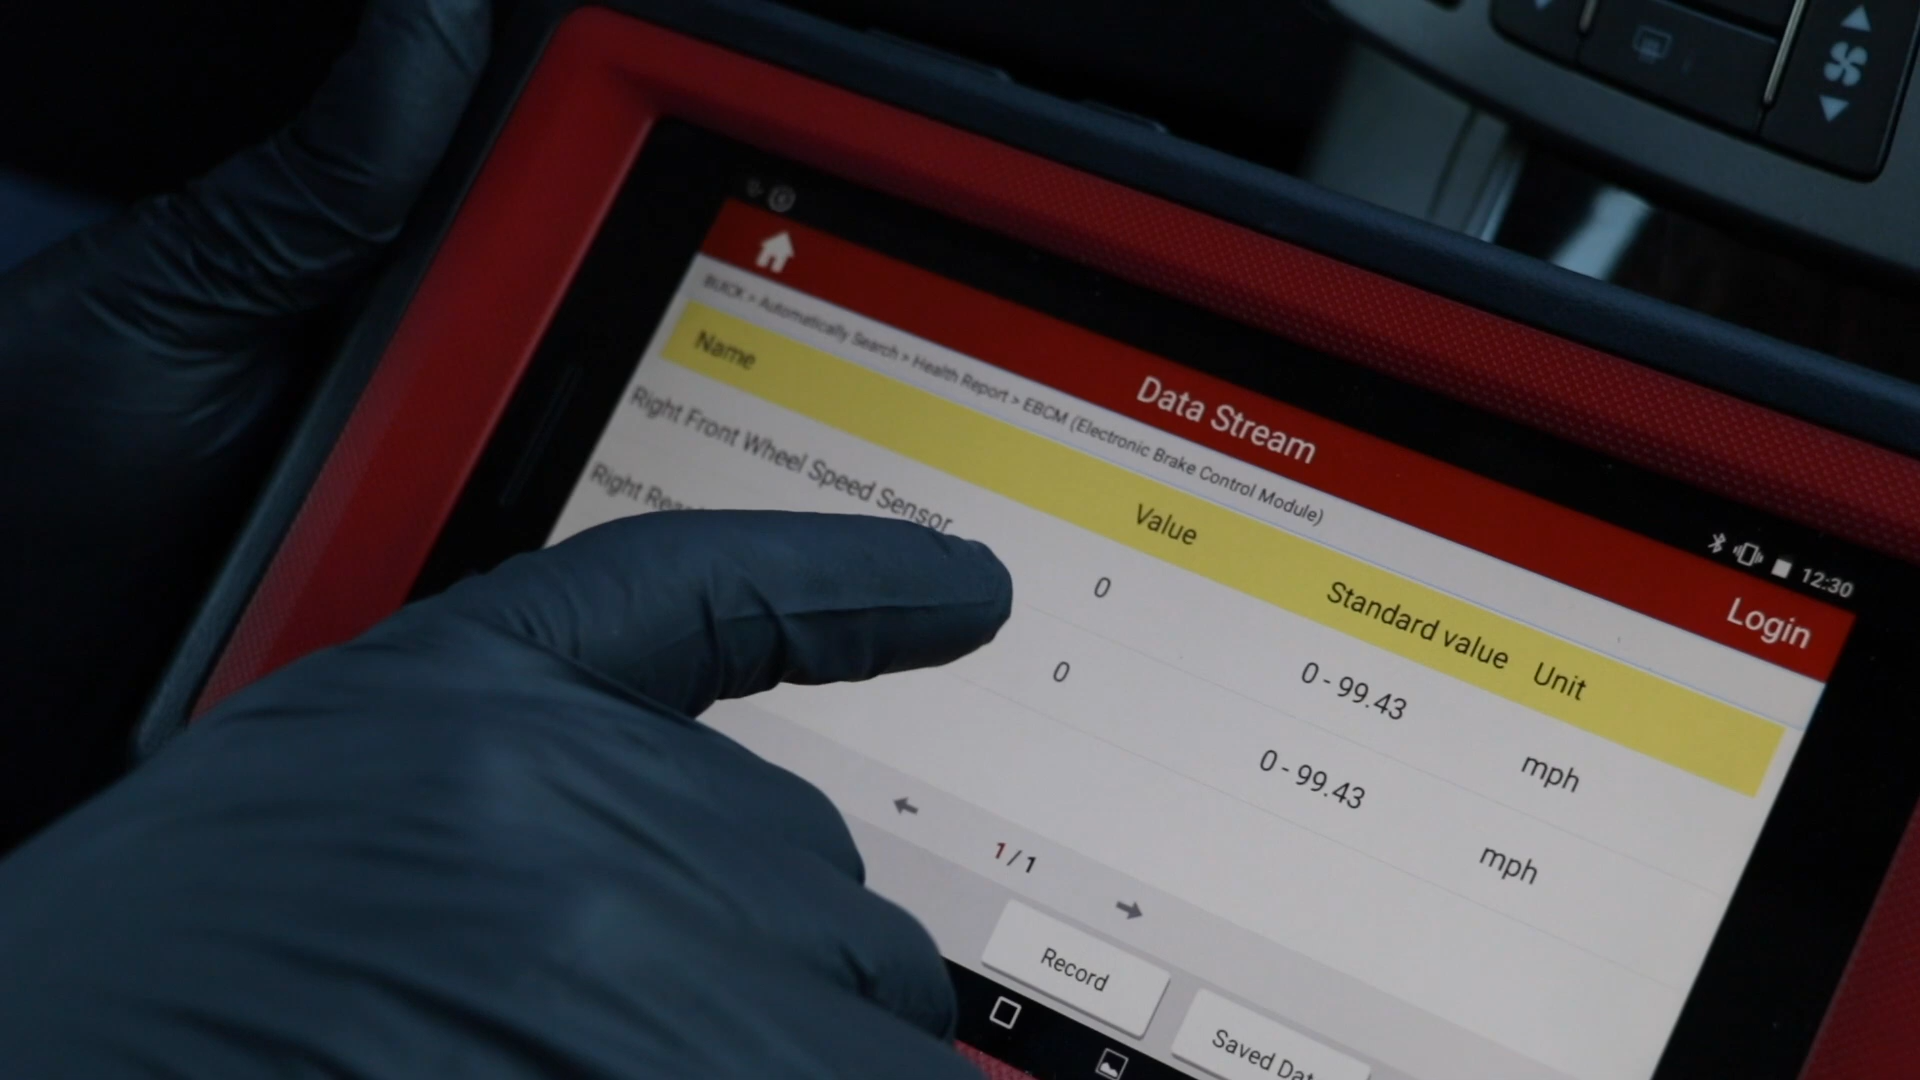 12:30
Data Stream
Login
BUICK > Automatically Search > Health Report > EBCM (Electronic Brake Control Module)
Name Value Standard value Unit
Right Front Wheel Speed Sensor 0 0 - 99.43 mph
Right 0 0 - 99.43 mph
1 / 1
Record
Saved